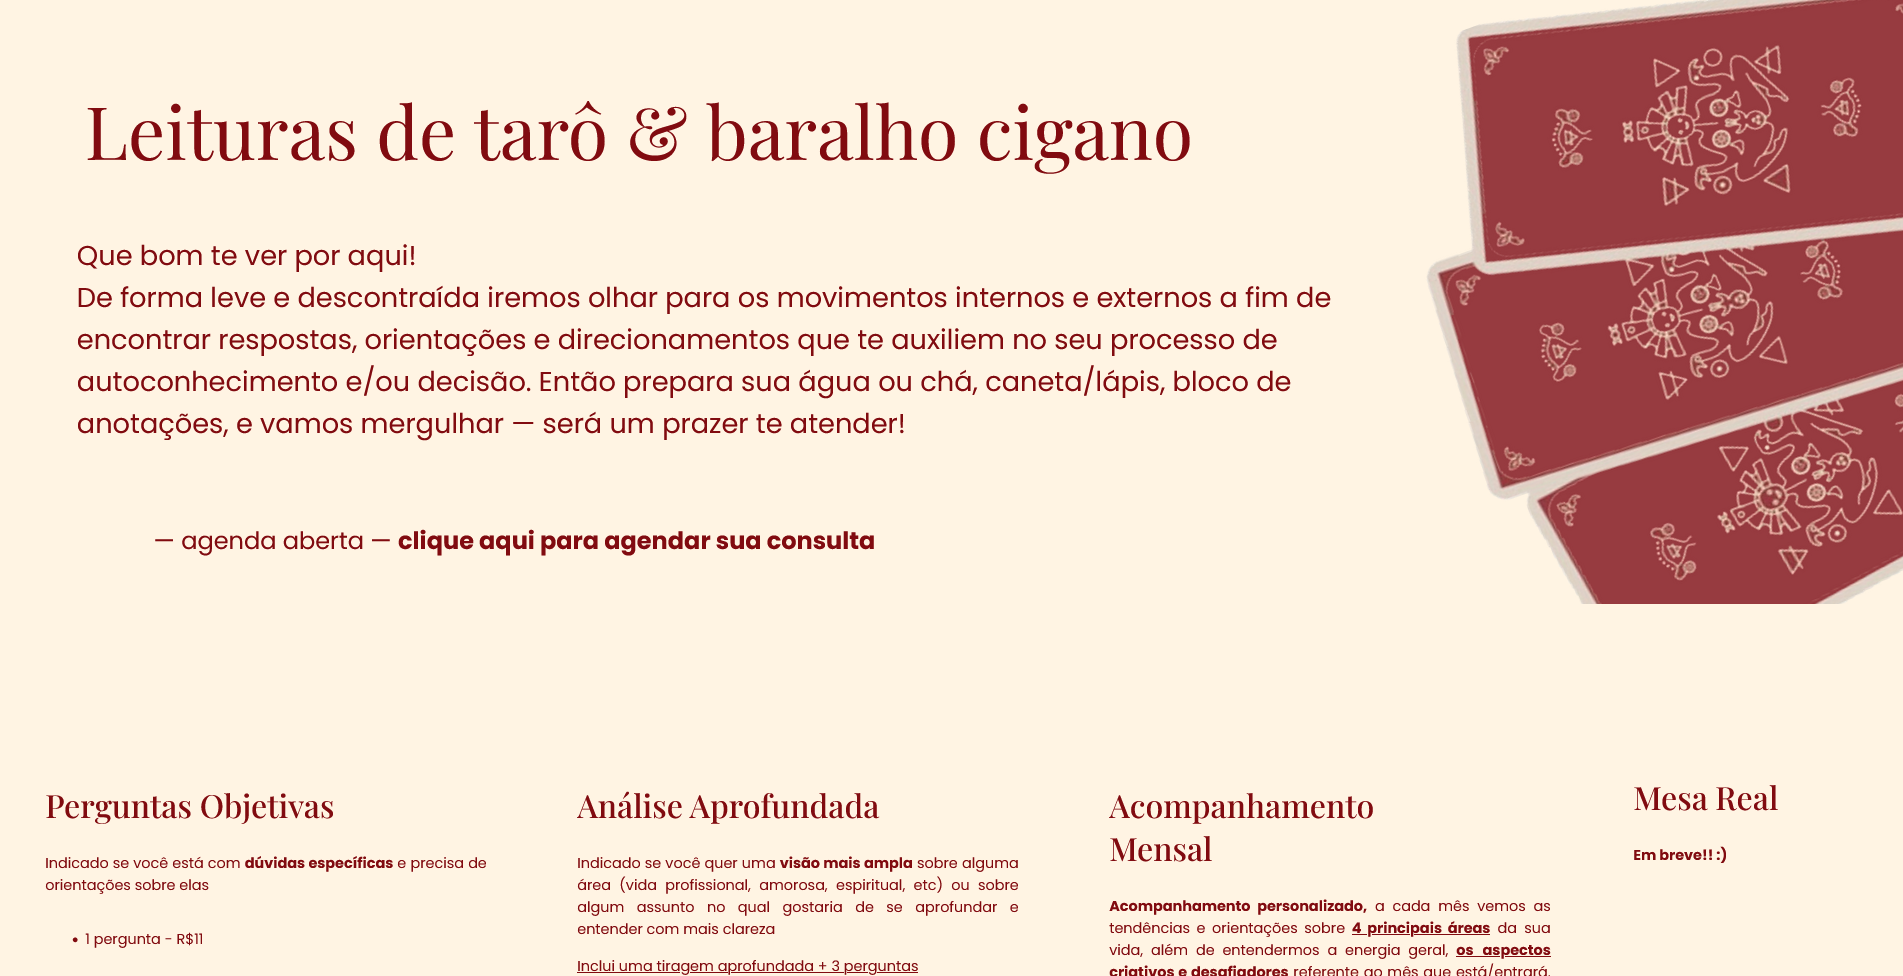 Leituras de tarô & baralho cigano
Que bom te ver por aqui!
De forma leve e descontraída iremos olhar para os movimentos internos e externos a fim de
encontrar respostas, orientações e direcionamentos que te auxiliem no seu processo de
autoconhecimento e/ou decisão. Então prepara sua água ou chá, caneta/lápis, bloco de
anotações, e vamos mergulhar — será um prazer te atender!
— agenda aberta — clique aqui para agendar sua consulta
Perguntas Objetivas
Indicado se você está com dúvidas específicas e precisa de
orientações sobre elas
• 1 pergunta - R$11
Análise Aprofundada
Indicado se você quer uma visão mais ampla sobre alguma
área (vida profissional, amorosa, espiritual, etc) ou sobre
algum assunto no qual gostaria de se aprofundar e
entender com mais clareza
Inclui uma tiragem aprofundada + 3 perguntas
Acompanhamento
Mensal
Acompanhamento personalizado, a cada mês vemos as
tendências e orientações sobre 4 principais áreas da sua
vida, além de entendermos a energia geral, os aspectos
criativos e desafiadores referente ao mês que está/entrará.
Mesa Real
Em breve!! :)